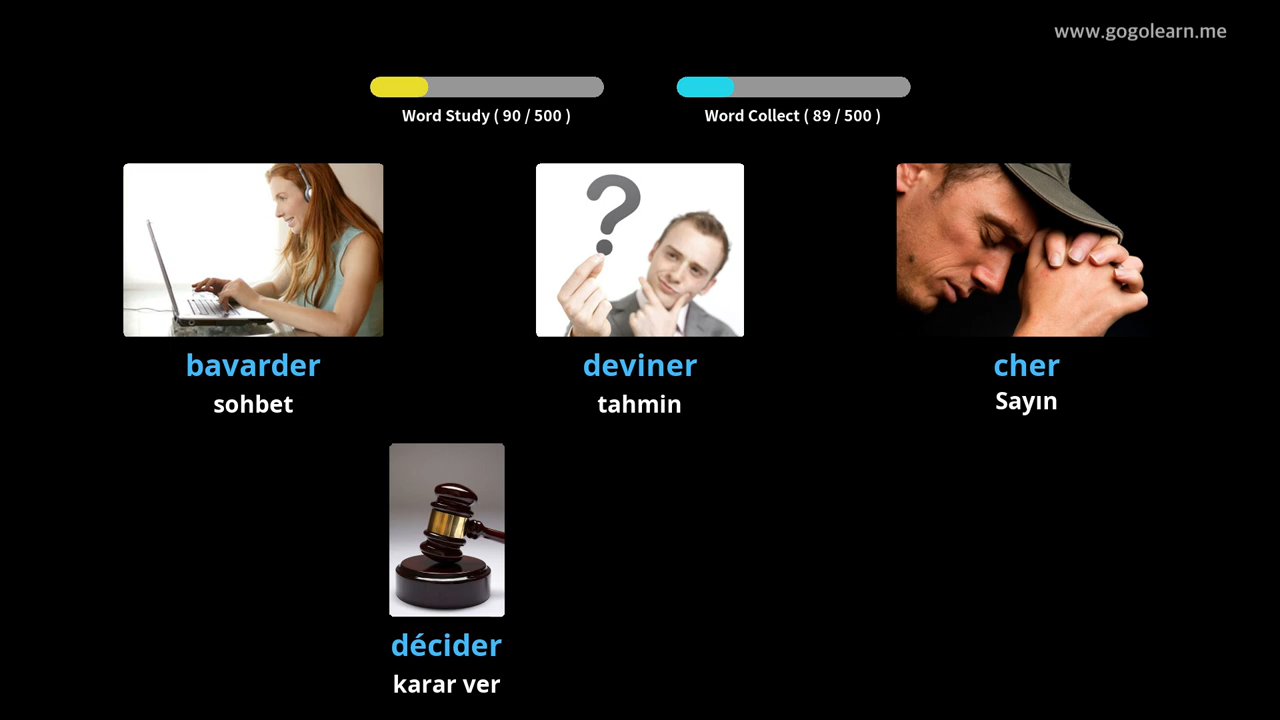 www.gogolearn.me
Word Study ( 90 / 500 )
Word Collect ( 89 / 500 )
bavarder
sohbet
deviner
tahmin
cher
Sayın
décider
karar ver